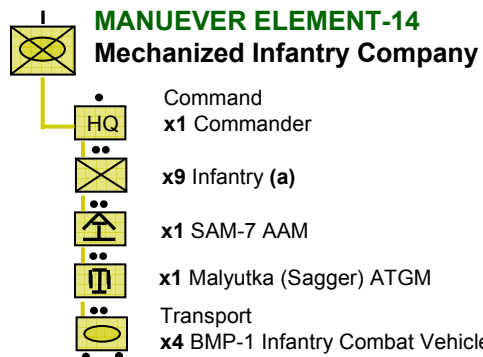 MANUEVER ELEMENT-14
Mechanized Infantry Company
Command
HQ
x1 Commander
x9 Infantry (a)
x1 SAM-7 AAM
x1 Malyutka (Sagger) ATGM
Transport
x4 BMP-1 Infantry Combat Vehicle